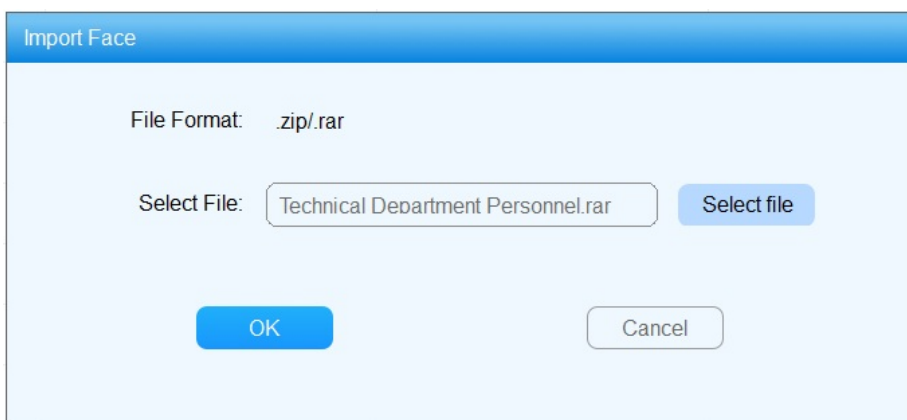 Import Face
File Format: .zip/.rar
Select File: Technical Department Personnel.rar Select file
OK Cancel